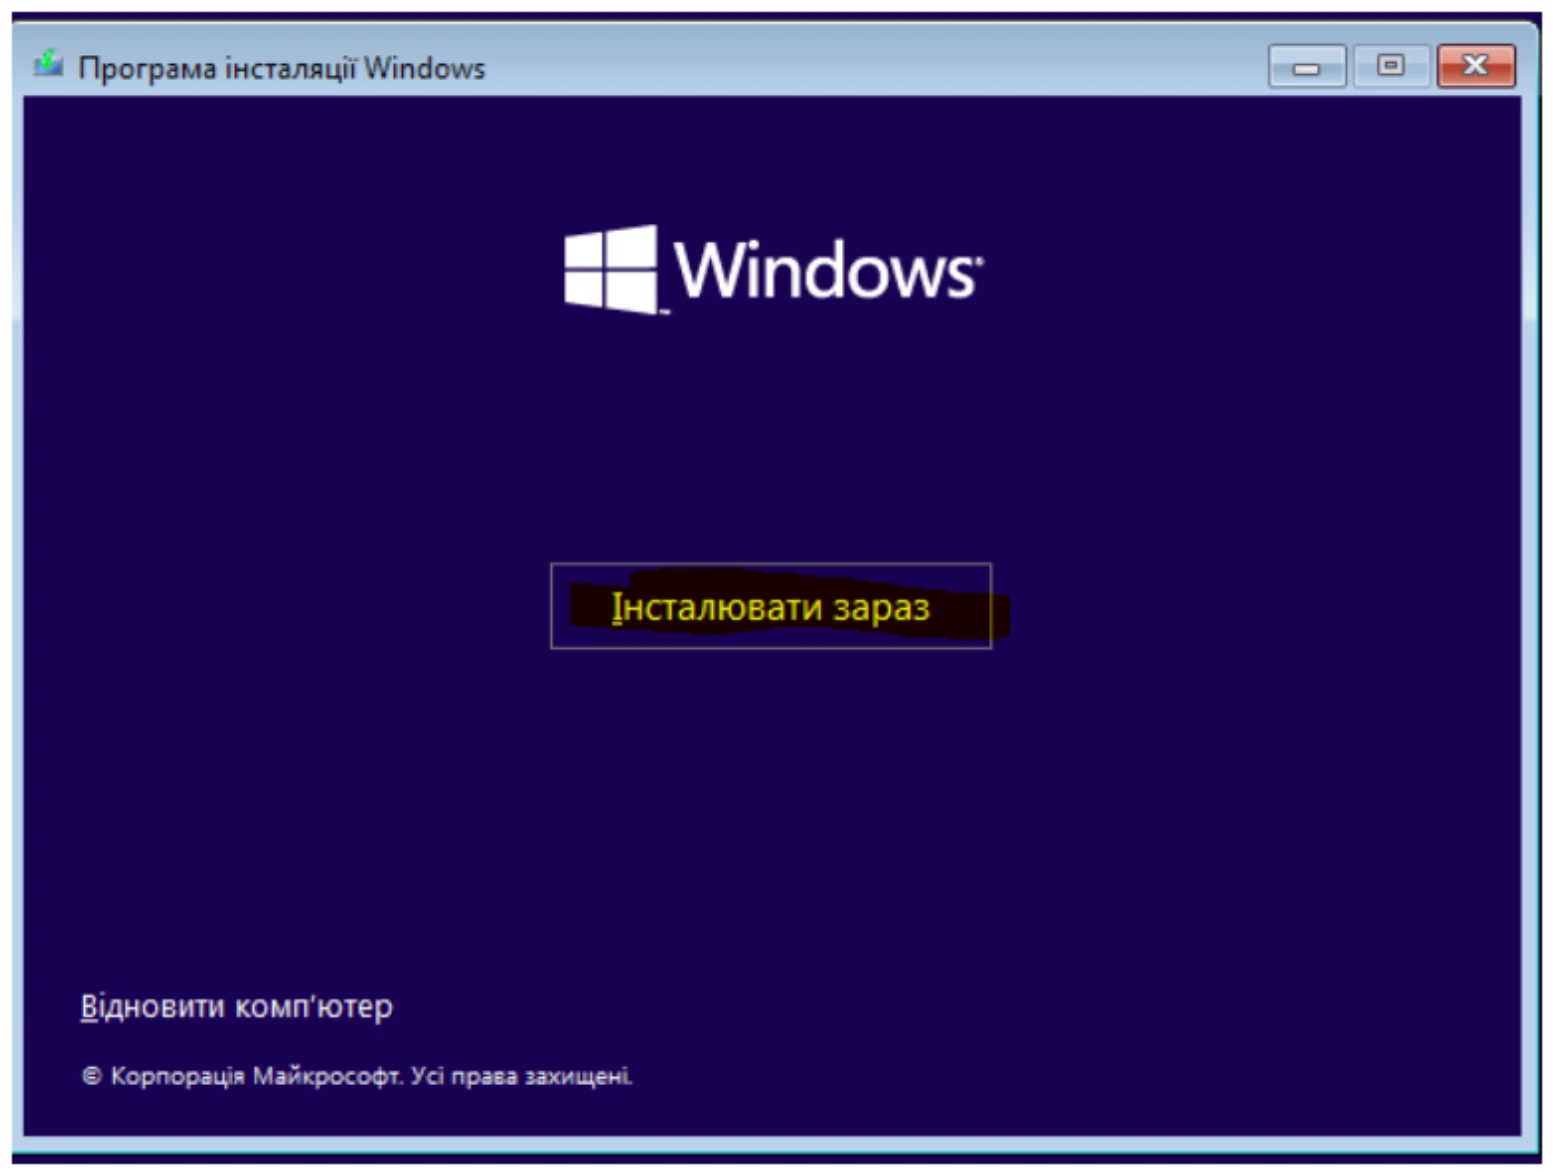 Програма інсталяції Windows
Windows
Інсталювати зараз
Відновити комп'ютер
© Корпорація Майкрософт. Усі права захищені.